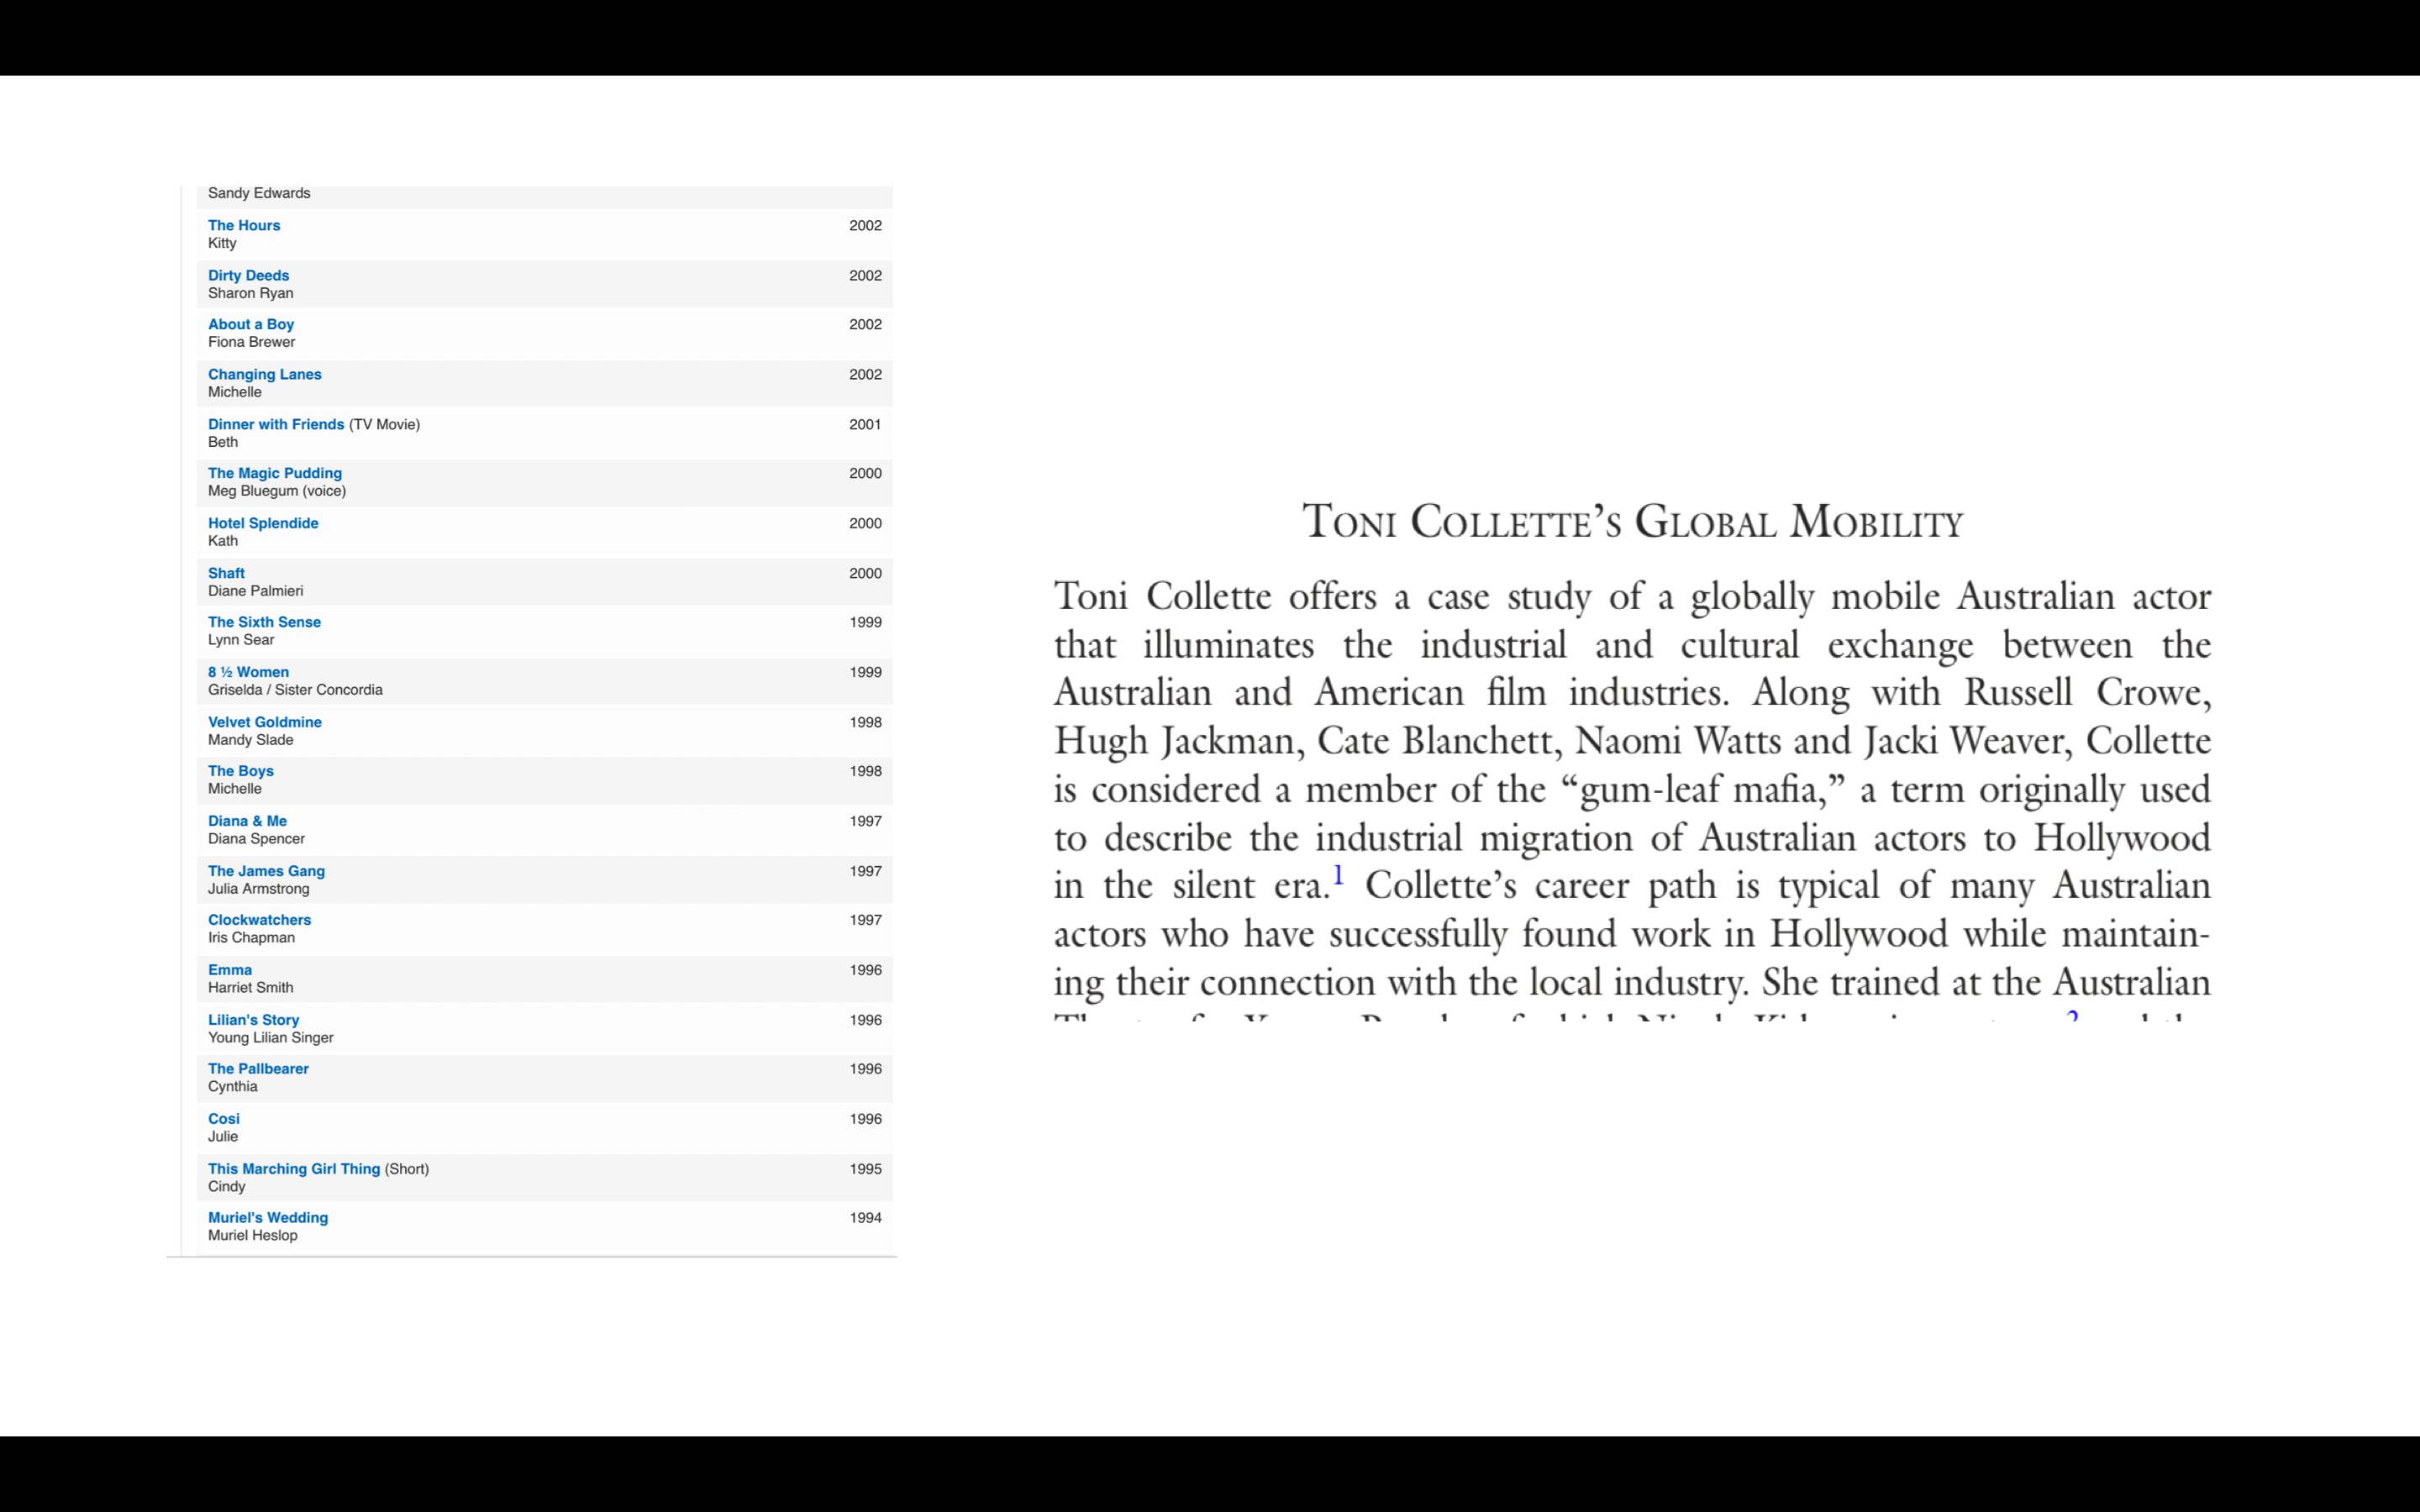 Sandy Edwards
The Hours 2002
Kitty
Dirty Deeds 2002
Sharon Ryan
About a Boy 2002
Fiona Brewer
Changing Lanes 2002
Michelle
Dinner with Friends (TV Movie) 2001
Beth
The Magic Pudding 2000
Meg Bluegum (voice)
Hotel Splendide 2000
Kath
Shaft 2000
Diane Palmieri
The Sixth Sense 1999
Lynn Sear
8 ½ Women 1999
Griselda / Sister Concordia
Velvet Goldmine 1998
Mandy Slade
The Boys 1998
Michelle
Diana & Me 1997
Diana Spencer
The James Gang 1997
Julia Armstrong
Clockwatchers 1997
Iris Chapman
Emma 1996
Harriet Smith
Lilian's Story 1996
Young Lilian Singer
The Pallbearer 1996
Cynthia
Cosi 1996
Julie
This Marching Girl Thing (Short) 1995
Cindy
Muriel's Wedding 1994
Muriel Heslop
Toni Collette’s Global Mobility
Toni Collette offers a case study of a globally mobile Australian actor
that illuminates the industrial and cultural exchange between the
Australian and American film industries. Along with Russell Crowe,
Hugh Jackman, Cate Blanchett, Naomi Watts and Jacki Weaver, Collette
is considered a member of the “gum-leaf mafia,” a term originally used
to describe the industrial migration of Australian actors to Hollywood
in the silent era.1 Collette’s career path is typical of many Australian
actors who have successfully found work in Hollywood while maintain-
ing their connection with the local industry. She trained at the Australian